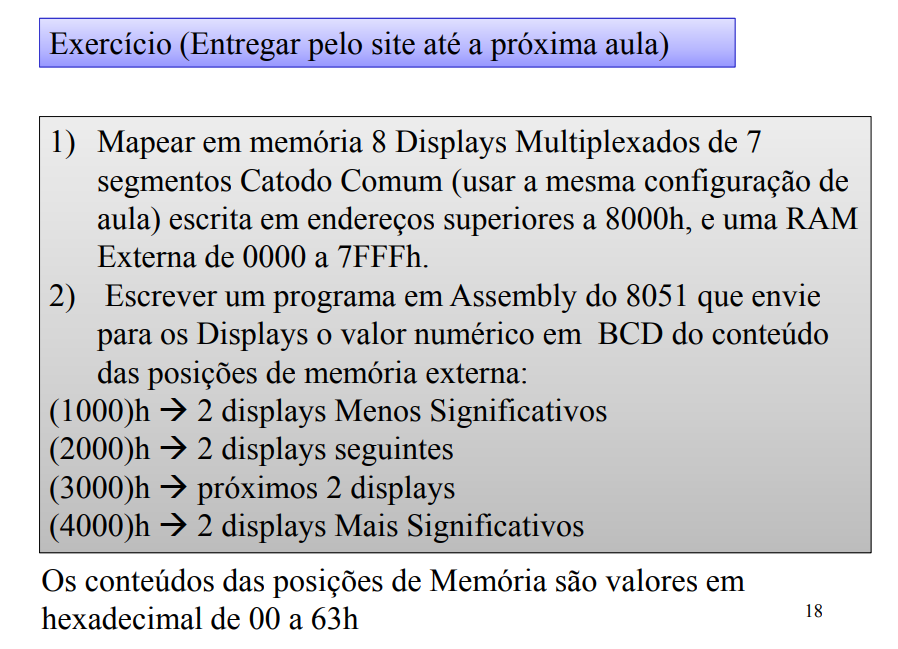 Exercício (Entregar pelo site até a próxima aula)
1) Mapear em memória 8 Displays Multiplexados de 7
segmentos Catodo Comum (usar a mesma configuração de
aula) escrita em endereços superiores a 8000h, e uma RAM
Externa de 0000 a 7FFFh.
2) Escrever um programa em Assembly do 8051 que envie
para os Displays o valor numérico em BCD do conteúdo
das posições de memória externa:
(1000)h → 2 displays Menos Significativos
(2000)h → 2 displays seguintes
(3000)h → próximos 2 displays
(4000)h → 2 displays Mais Significativos
Os conteúdos das posições de Memória são valores em
hexadecimal de 00 a 63h
18